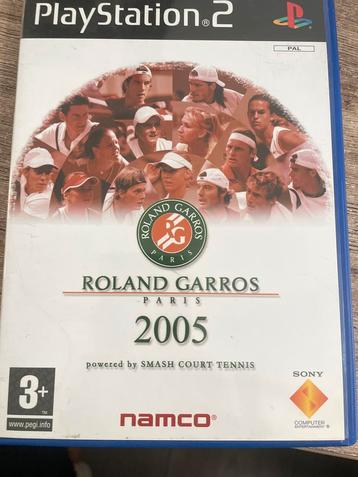 PlayStation®2
PAL
ROLAND GARROS
PARIS
RG
ROLAND GARROS
PARIS
2005
powered by SMASH COURT TENNIS
3+
www.pegi.info
namco®
SONY
COMPUTER
ENTERTAINMENT®